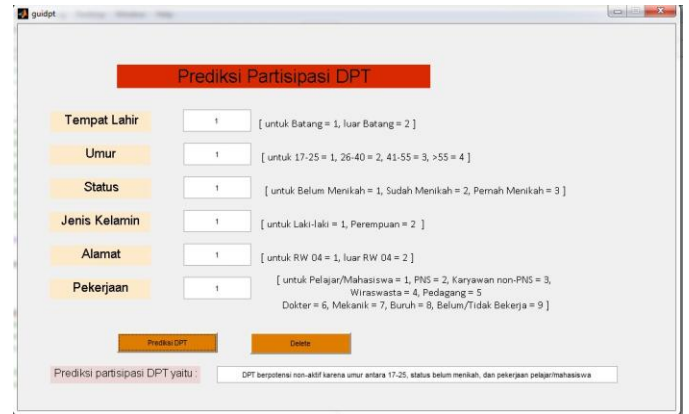 guidpt
Prediksi Partisipasi DPT
Tempat Lahir 1 [ untuk Batang = 1, luar Batang = 2 ]
Umur 1 [ untuk 17-25 = 1, 26-40 = 2, 41-55 = 3, >55 = 4 ]
Status 1 [ untuk Belum Menikah = 1, Sudah Menikah = 2, Pernah Menikah = 3 ]
Jenis Kelamin 1 [ untuk Laki-laki = 1, Perempuan = 2 ]
Alamat 1 [ untuk RW 04 = 1, luar RW 04 = 2 ]
Pekerjaan 1 [ untuk Pelajar/Mahasiswa = 1, PNS = 2, Karyawan non-PNS = 3,
Wiraswasta = 4, Pedagang = 5
Dokter = 6, Mekanik = 7, Buruh = 8, Belum/Tidak Bekerja = 9 ]
Prediksi DPT Delete
Prediksi partisipasi DPT yaitu : DPT berpotensi non-aktif karena umur antara 17-25, status belum menikah, dan pekerjaan pelajar/mahasiswa